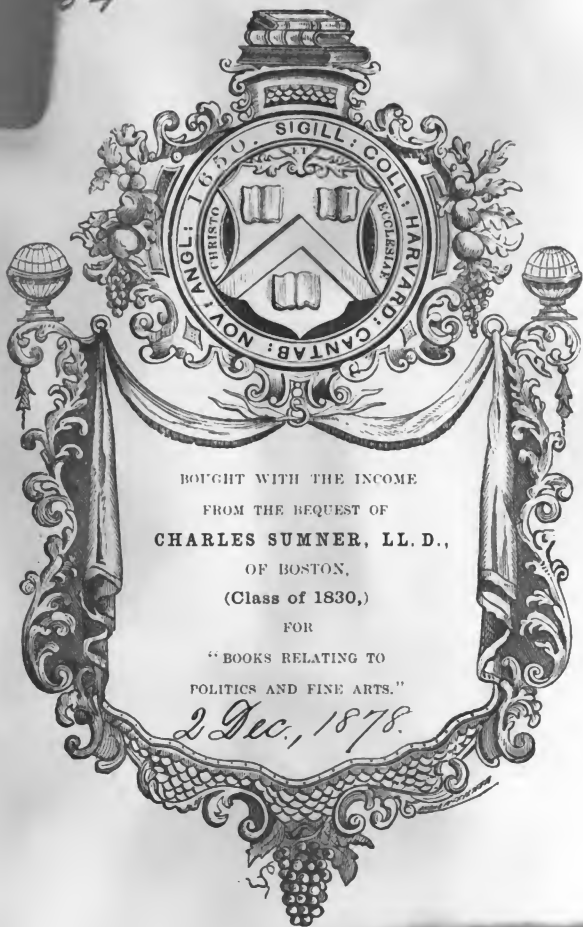 SIGILL: COLL: HARVARD: CANTAB: NOV: ANGL: 1650.
ET
CHRISTO
ECCLESIAE
BOUGHT WITH THE INCOME
FROM THE BEQUEST OF
CHARLES SUMNER, LL. D.,
OF BOSTON,
(Class of 1830,)
FOR
"BOOKS RELATING TO
POLITICS AND FINE ARTS."
2 Dec., 1878.